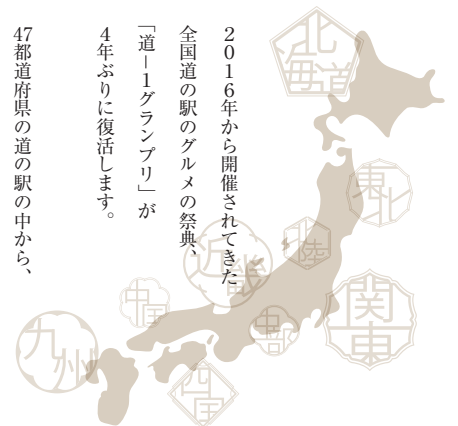 2016年から開催されてきた
全国道の駅のグルメの祭典、
「道－1グランプリ」が
4年ぶりに復活します。
47都道府県の道の駅の中から、
北海道
東北
北陸
近畿
関東
中部
中国
四国
九州